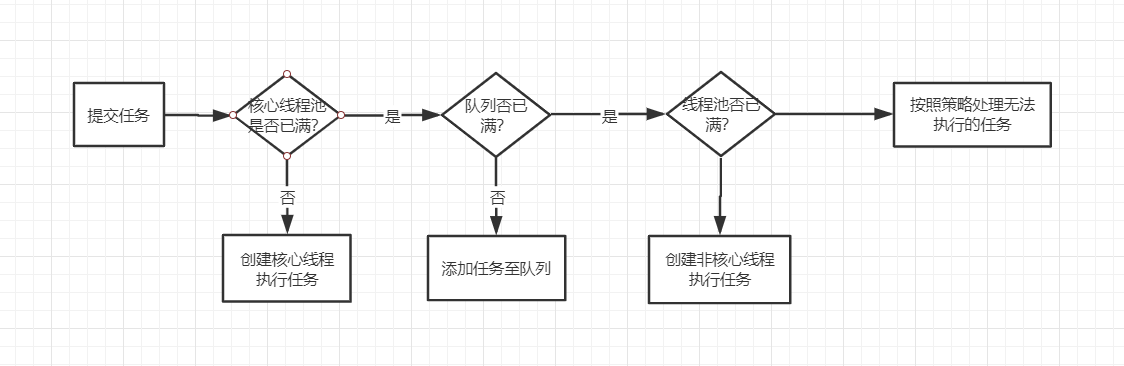 提交任务
核心线程池
是否已满？
是
队列否已
满？
是
线程池否已
满？
按照策略处理无法
执行的任务
否
否
创建核心线程
执行任务
添加任务至队列
创建非核心线程
执行任务